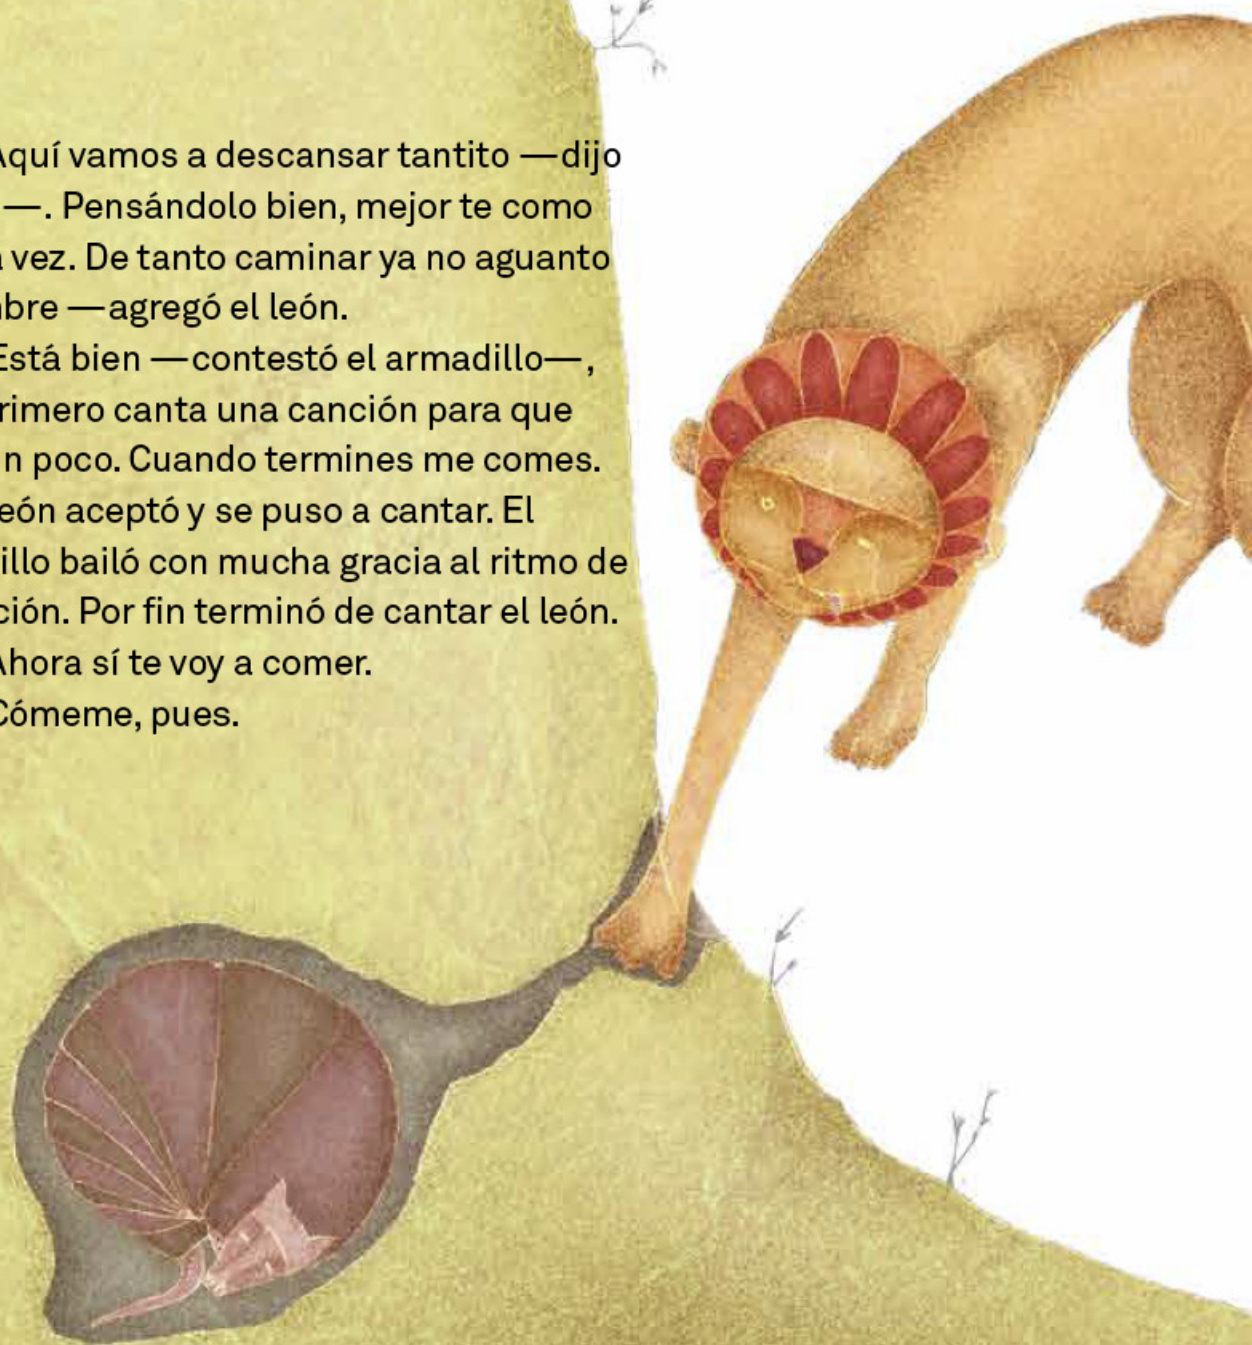 Aquí vamos a descansar tantito —dijo
—. Pensándolo bien, mejor te como
vez. De tanto caminar ya no aguanto
bre —agregó el león.
Está bien —contestó el armadillo—,
rimero canta una canción para que
n poco. Cuando termines me comes.
eón aceptó y se puso a cantar. El
illo bailó con mucha gracia al ritmo de
ción. Por fin terminó de cantar el león.
Ahora sí te voy a comer.
Cómeme, pues.